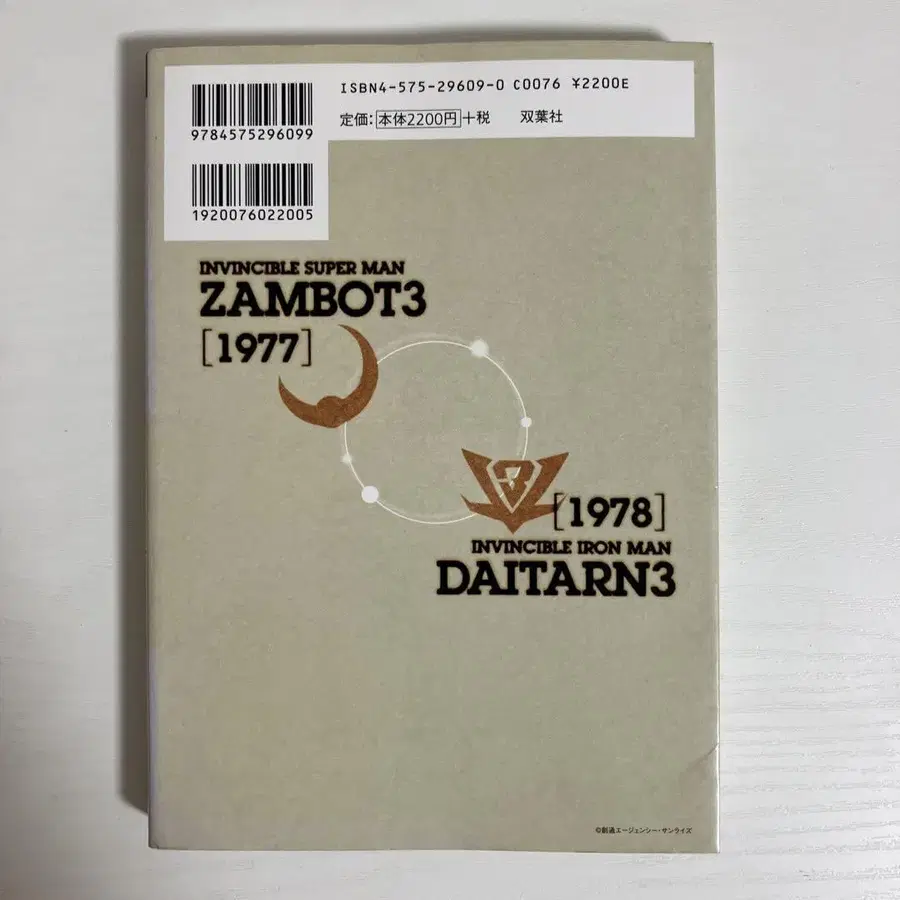 ISBN4-575-29609-0 C0076 ¥2200E
定価：本体2200円+税 双葉社
9784575296099
1920076022005
INVINCIBLE SUPER MAN
ZAMBOT3
[1977]
3
[1978]
INVINCIBLE IRON MAN
DAITARN3
©創通エージェンシー・サンライズ